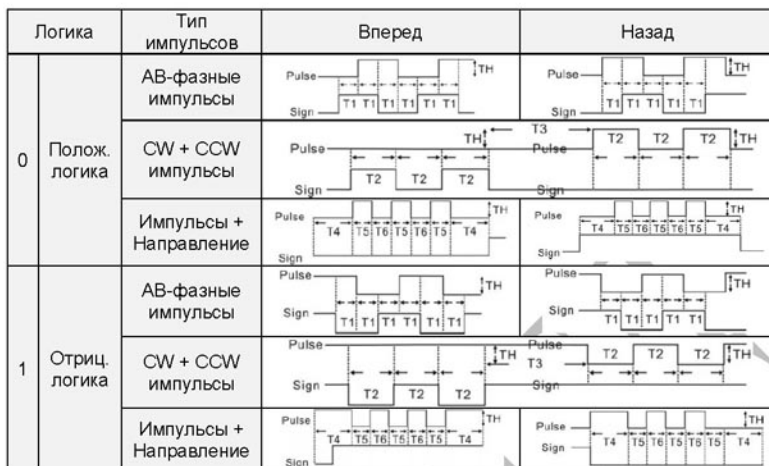 Логика Тип импульсов Вперед Назад
0 Полож. логика
АВ-фазные импульсы
Pulse TH
T1 T1 T1 T1 T1
Sign
Pulse TH
T1 T1 T1 T1 T1
Sign
CW + CCW импульсы
Pulse TH T3 Pulse T2 T2 T2 TH
T2 T2 T2
Sign Sign
Импульсы + Направление
Pulse TH
T4 T5 T6 T5 T6 T5 T4
Sign
Pulse TH
T4 T5 T6 T5 T6 T5 T4
Sign
1 Отриц. логика
АВ-фазные импульсы
Pulse TH
Sign T1 T1 T1 T1 T1
Pulse TH
Sign T1 T1 T1 T1 T1
CW + CCW импульсы
Pulse TH T3 Pulse T2 T2 T2 TH
Sign T2 T2 T2 Sign
Импульсы + Направление
Pulse TH
T4 T5 T6 T5 T6 T5 T4
Sign
Pulse TH
T4 T5 T6 T5 T6 T5 T4
Sign